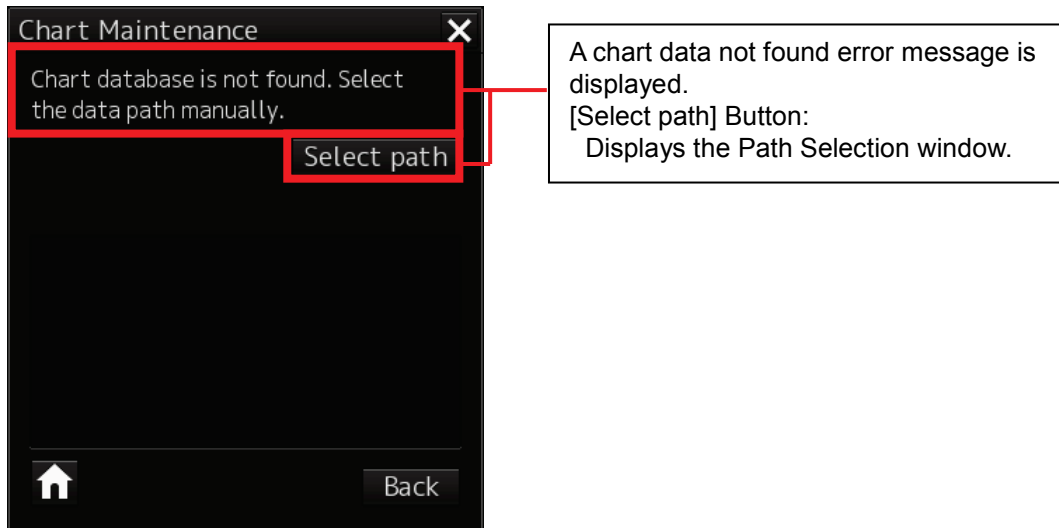 Chart Maintenance
Chart database is not found. Select
the data path manually.
Select path
Back
A chart data not found error message is
displayed.
[Select path] Button:
Displays the Path Selection window.